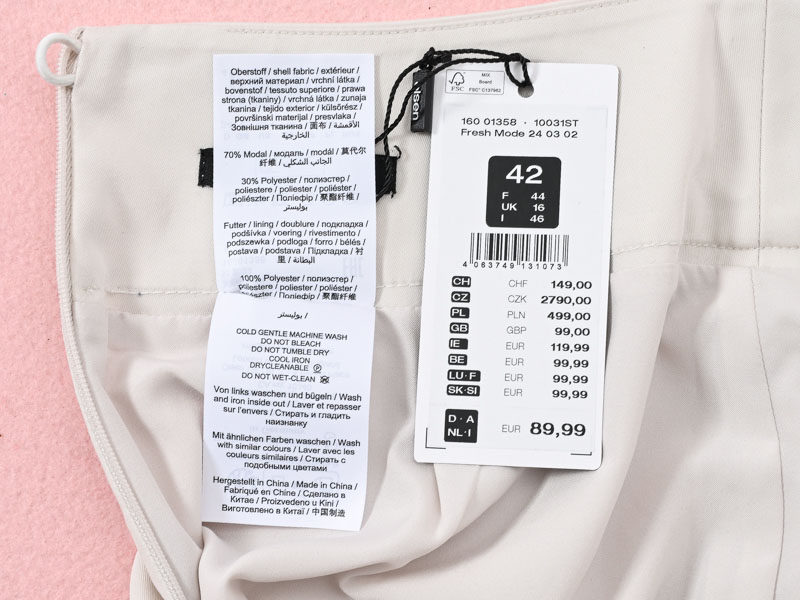 Oberstoff / shell fabric / extérieur /
верхний материал / vrchní látka /
bovenstof / tessuto superiore / prawa
strona (tkaniny) / vrchná látka / zunaja
tkanina / tejido exterior / külsőrész/
površinski materijal / presvlaka /
Зовнішня тканина / 面布 / الأقمشة
الخارجية
70% Modal / модаль / modál / 莫代尔
纤维 / الجانب الشكلي
30% Polyester / полиэстер /
poliestere / poliester / poliéster /
poliészter / Поліефір / 聚酯纤维 /
بوليستر
Futter / lining / doublure / подкладка /
podšívka / voering / rivestimento /
podszewka / podloga / forro / bélés /
postava / podstava / Підкладка / 衬
里 / البطانة
100% Polyester / полиэстер /
poliestere / poliester / poliéster /
poliészter / Поліефір / 聚酯纤维
بوليستر /
COLD GENTLE MACHINE WASH
DO NOT BLEACH
DO NOT TUMBLE DRY
COOL IRON
DRYCLEANABLE Ⓟ
DO NOT WET-CLEAN
Von links waschen und bügeln / Wash
and iron inside out / Laver et repasser
sur l'envers / Стирать и гладить
наизнанку
Mit ähnlichen Farben waschen / Wash
with similar colours / Laver avec les
couleurs similaires / Стирать с
подобными цветами
Hergestellt in China / Made in China /
Fabriqué en Chine / Сделано в
Китае / Proizvedeno u Kini /
Виготовлено в Китаї / 中国制造
FSC
MIX
Board
FSC® C137982
160 01358 · 10031ST
Fresh Mode 24 03 02
42
F 44
UK 16
I 46
4 063749 131073
CH CHF 149,00
CZ CZK 2790,00
PL PLN 499,00
GB GBP 99,00
IE EUR 119,99
BE EUR 99,99
LU·F EUR 99,99
SK·SI EUR 99,99
D·A
NL·I EUR 89,99